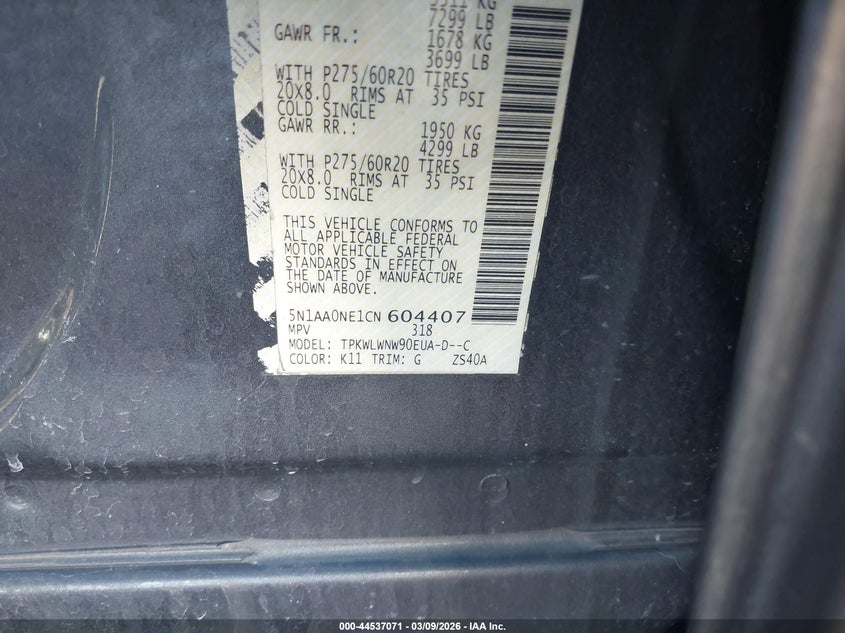 7299 LB
GAWR FR.: 1678 KG
3699 LB
WITH P275/60R20 TIRES
20X8.0 RIMS AT 35 PSI
COLD SINGLE
GAWR RR.: 1950 KG
4299 LB
WITH P275/60R20 TIRES
20X8.0 RIMS AT 35 PSI
COLD SINGLE
THIS VEHICLE CONFORMS TO
ALL APPLICABLE FEDERAL
MOTOR VEHICLE SAFETY
STANDARDS IN EFFECT ON
THE DATE OF MANUFACTURE
SHOWN ABOVE.
5N1AA0NE1CN 604407
MPV 318
MODEL: TPKWLWNW90EUA-D--C
COLOR: K11 TRIM: G ZS40A
000-44537071 - 03/09/2026 - IAA Inc.